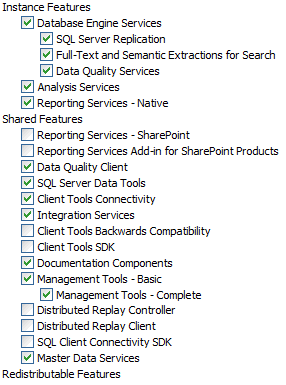 Instance Features
Database Engine Services
SQL Server Replication
Full-Text and Semantic Extractions for Search
Data Quality Services
Analysis Services
Reporting Services - Native
Shared Features
Reporting Services - SharePoint
Reporting Services Add-in for SharePoint Products
Data Quality Client
SQL Server Data Tools
Client Tools Connectivity
Integration Services
Client Tools Backwards Compatibility
Client Tools SDK
Documentation Components
Management Tools - Basic
Management Tools - Complete
Distributed Replay Controller
Distributed Replay Client
SQL Client Connectivity SDK
Master Data Services
Redistributable Features